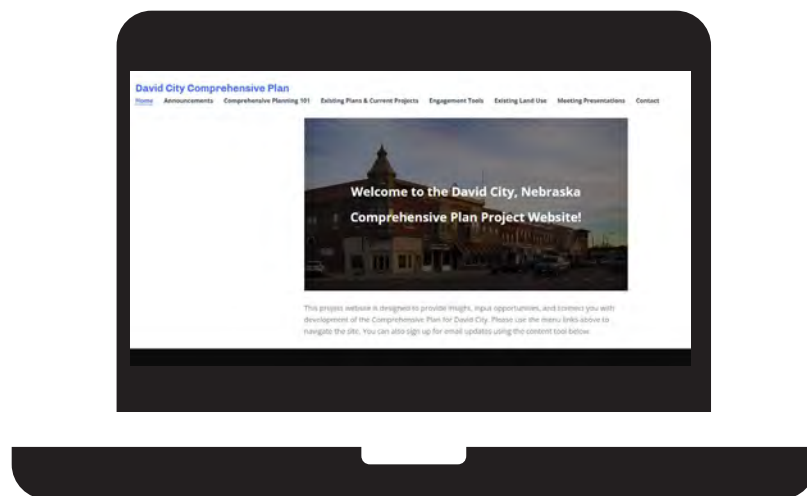 David City Comprehensive Plan
Home Announcements Comprehensive Planning 101 Existing Plans & Current Projects Engagement Tools Existing Land Use Meeting Presentations Contact
Welcome to the David City, Nebraska
Comprehensive Plan Project Website!
This project website is designed to provide insight, input opportunities, and connect you with
development of the Comprehensive Plan for David City. Please use the menu links above to
navigate the site. You can also sign up for email updates using the content tool below.